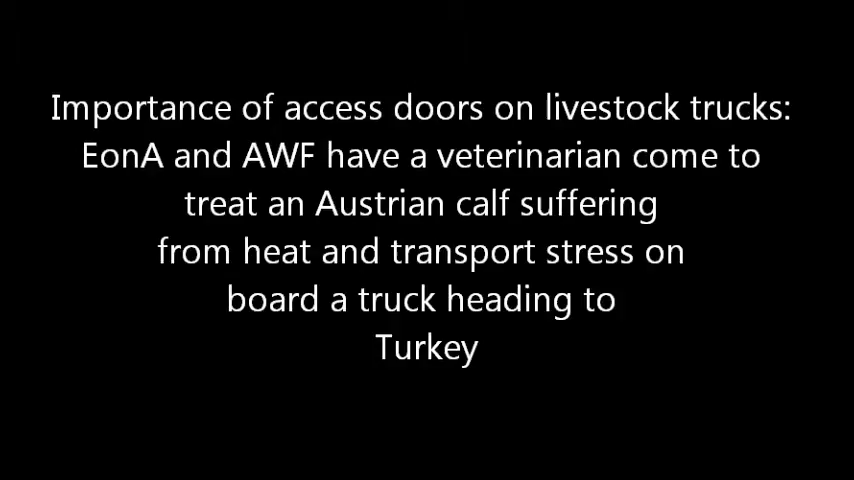 Importance of access doors on livestock trucks:
EonA and AWF have a veterinarian come to
treat an Austrian calf suffering
from heat and transport stress on
board a truck heading to
Turkey